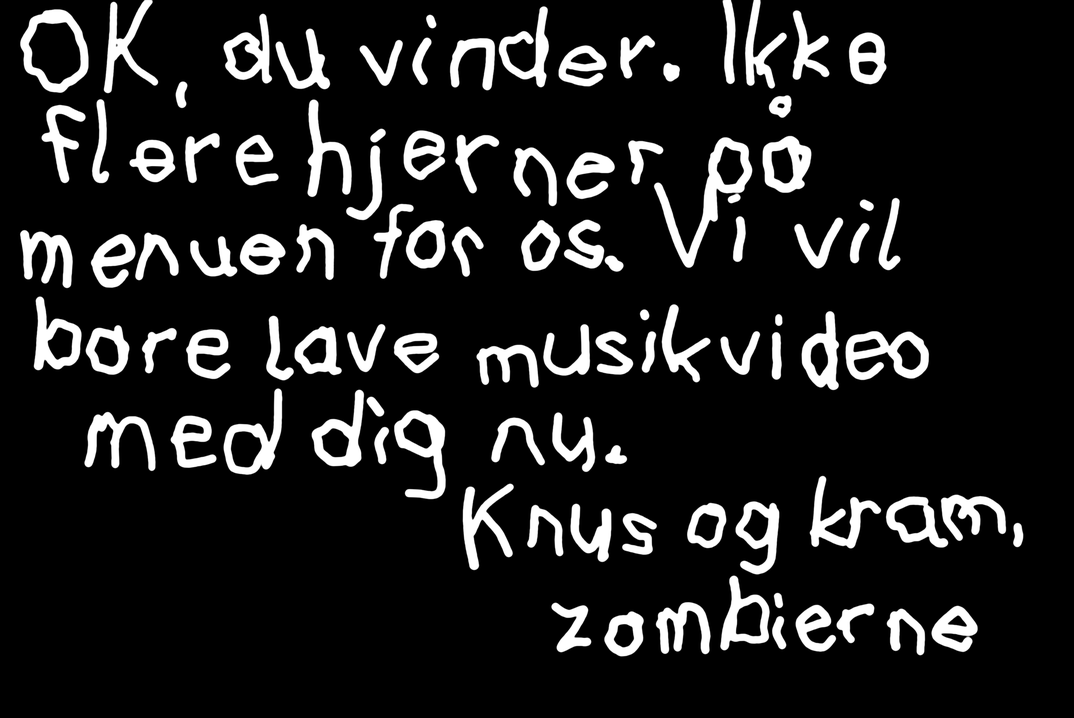 OK, du vinder. Ikke
flere hjerner på
menuen for os. Vi vil
bare lave musikvideo
med dig nu.
Knus og kram,
zombierne